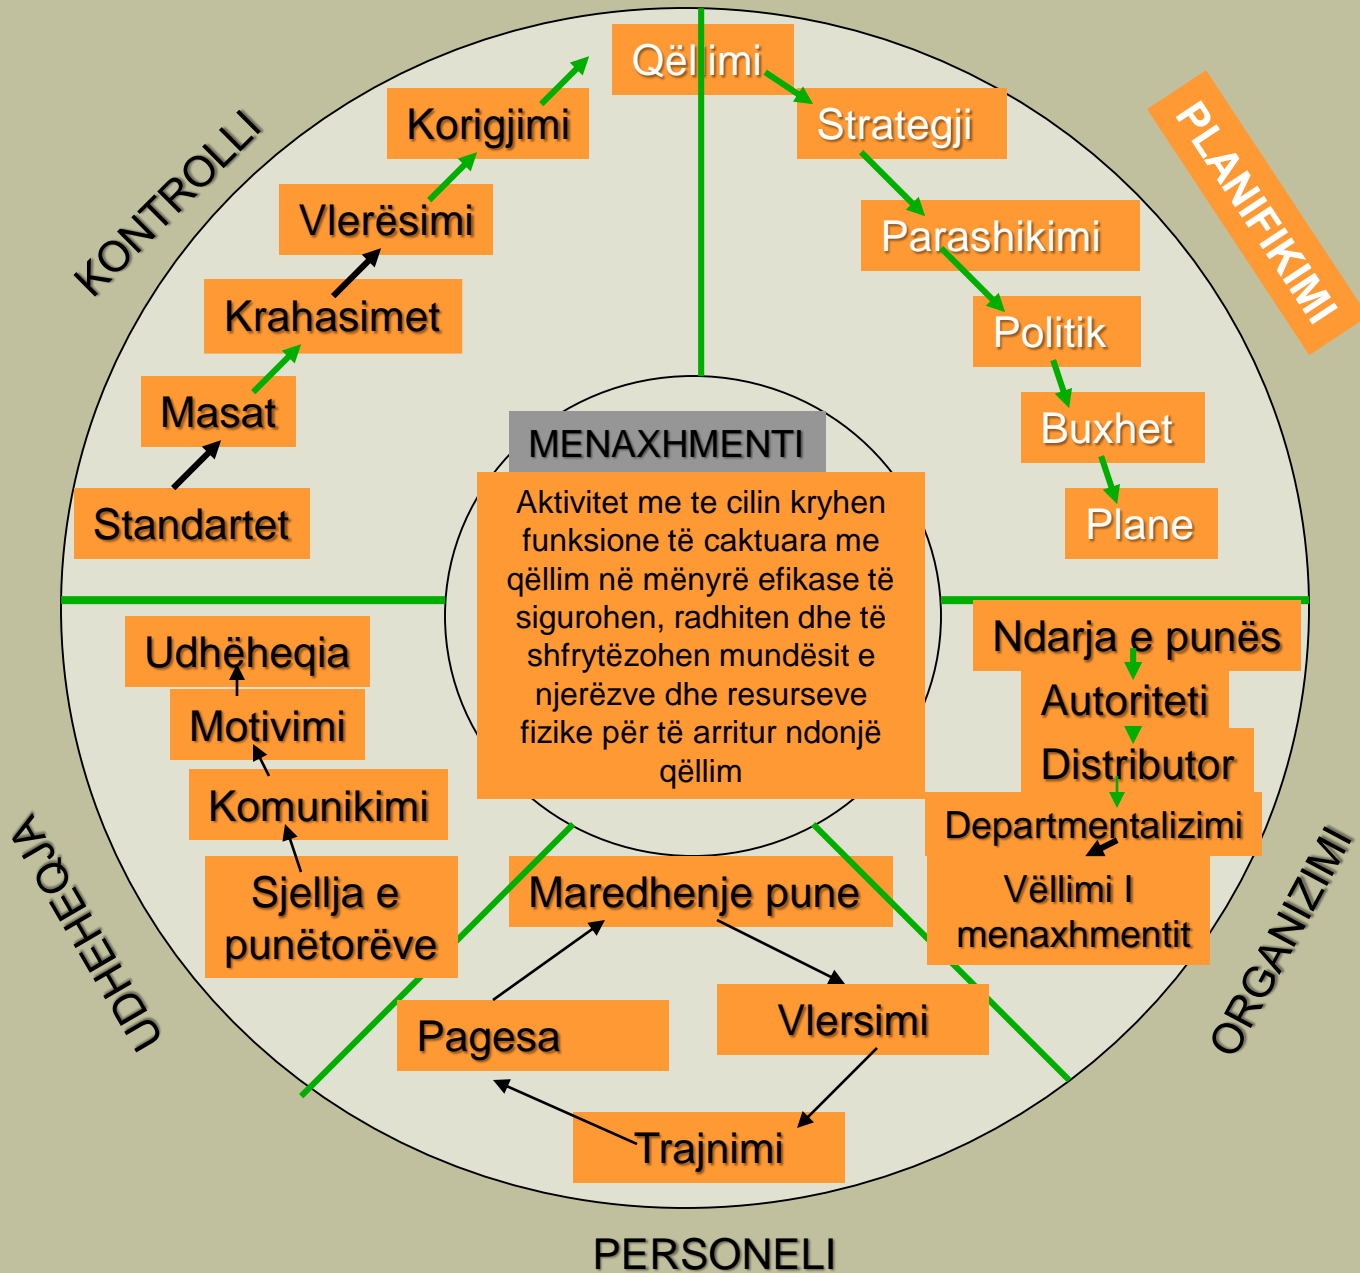 Qëllimi
Strategji
Parashikimi
Politik
Buxhet
Plane
PLANIFIKIMI
Ndarja e punës
Autoriteti
Distributor
Departmentalizimi
Vëllimi I
menaxhmentit
ORGANIZIMI
Maredhenje pune
Vlersimi
Trajnimi
Pagesa
PERSONELI
Udhëheqia
Motivimi
Komunikimi
Sjellja e
punëtorëve
UDHEHEQJA
Korigjimi
Vlerësimi
Krahasimet
Masat
Standartet
KONTROLLI
MENAXHMENTI
Aktivitet me te cilin kryhen
funksione të caktuara me
qëllim në mënyrë efikase të
sigurohen, radhiten dhe të
shfrytëzohen mundësit e
njerëzve dhe resurseve
fizike për të arritur ndonjë
qëllim